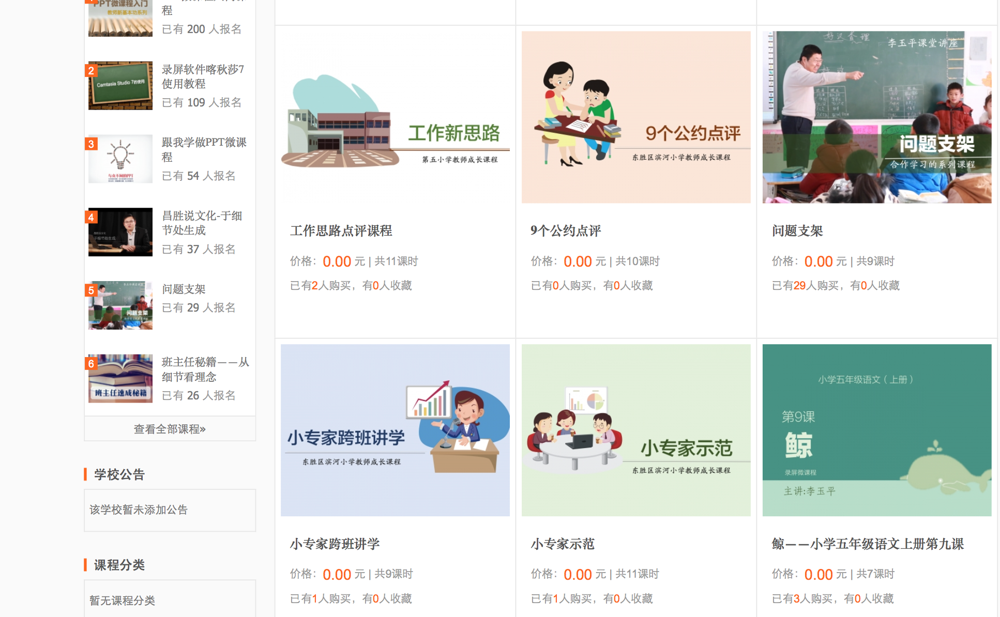 PPT微课程入门
教师新基本功系列
程
已有 200 人报名
2
Camtasia Studio 7的使用
录屏软件喀秋莎7
使用教程
已有 109 人报名
3
与众不同的PPT
跟我学做PPT微课
程
已有 54 人报名
4
于细节处生成
昌胜说文化-于细
节处生成
已有 37 人报名
5
问题支架
问题支架
已有 29 人报名
6
班主任速成秘籍
班主任秘籍——从
细节看理念
已有 26 人报名
查看全部课程»
学校公告
该学校暂未添加公告
课程分类
暂无课程分类
工作新思路
第五小学教师成长课程
工作思路点评课程
价格：0.00 元 | 共11课时
已有2人购买，有0人收藏
9个公约点评
东胜区滨河小学教师成长课程
9个公约点评
价格：0.00 元 | 共10课时
已有0人购买，有0人收藏
李玉平课堂讲座
问题支架
合作学习的系列课程
问题支架
价格：0.00 元 | 共9课时
已有29人购买，有0人收藏
小专家跨班讲学
东胜区滨河小学教师成长课程
小专家跨班讲学
价格：0.00 元 | 共9课时
已有1人购买，有0人收藏
小专家示范
东胜区滨河小学教师成长课程
小专家示范
价格：0.00 元 | 共11课时
已有1人购买，有0人收藏
小学五年级语文（上册）
第9课
鲸
录屏微课程
主讲:李玉平
鲸——小学五年级语文上册第九课
价格：0.00 元 | 共7课时
已有3人购买，有0人收藏